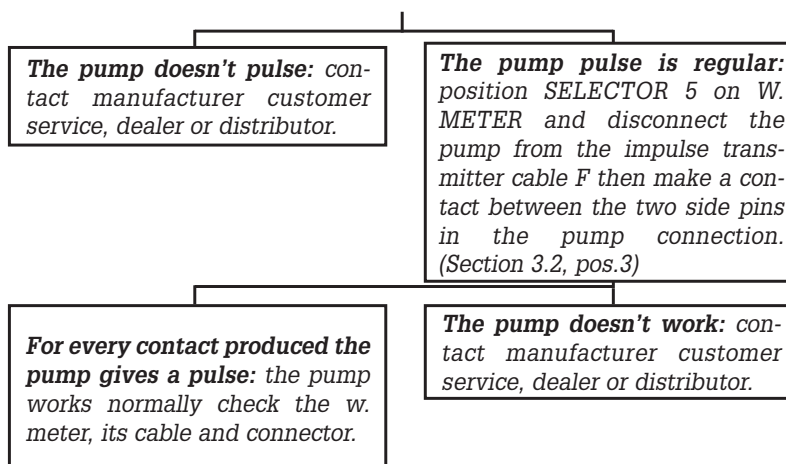 The pump doesn't pulse: con-
tact manufacturer customer
service, dealer or distributor.
The pump pulse is regular:
position SELECTOR 5 on W.
METER and disconnect the
pump from the impulse trans-
mitter cable F then make a con-
tact between the two side pins
in the pump connection.
(Section 3.2, pos.3)
For every contact produced the
pump gives a pulse: the pump
works normally check the w.
meter, its cable and connector.
The pump doesn't work: con-
tact manufacturer customer
service, dealer or distributor.